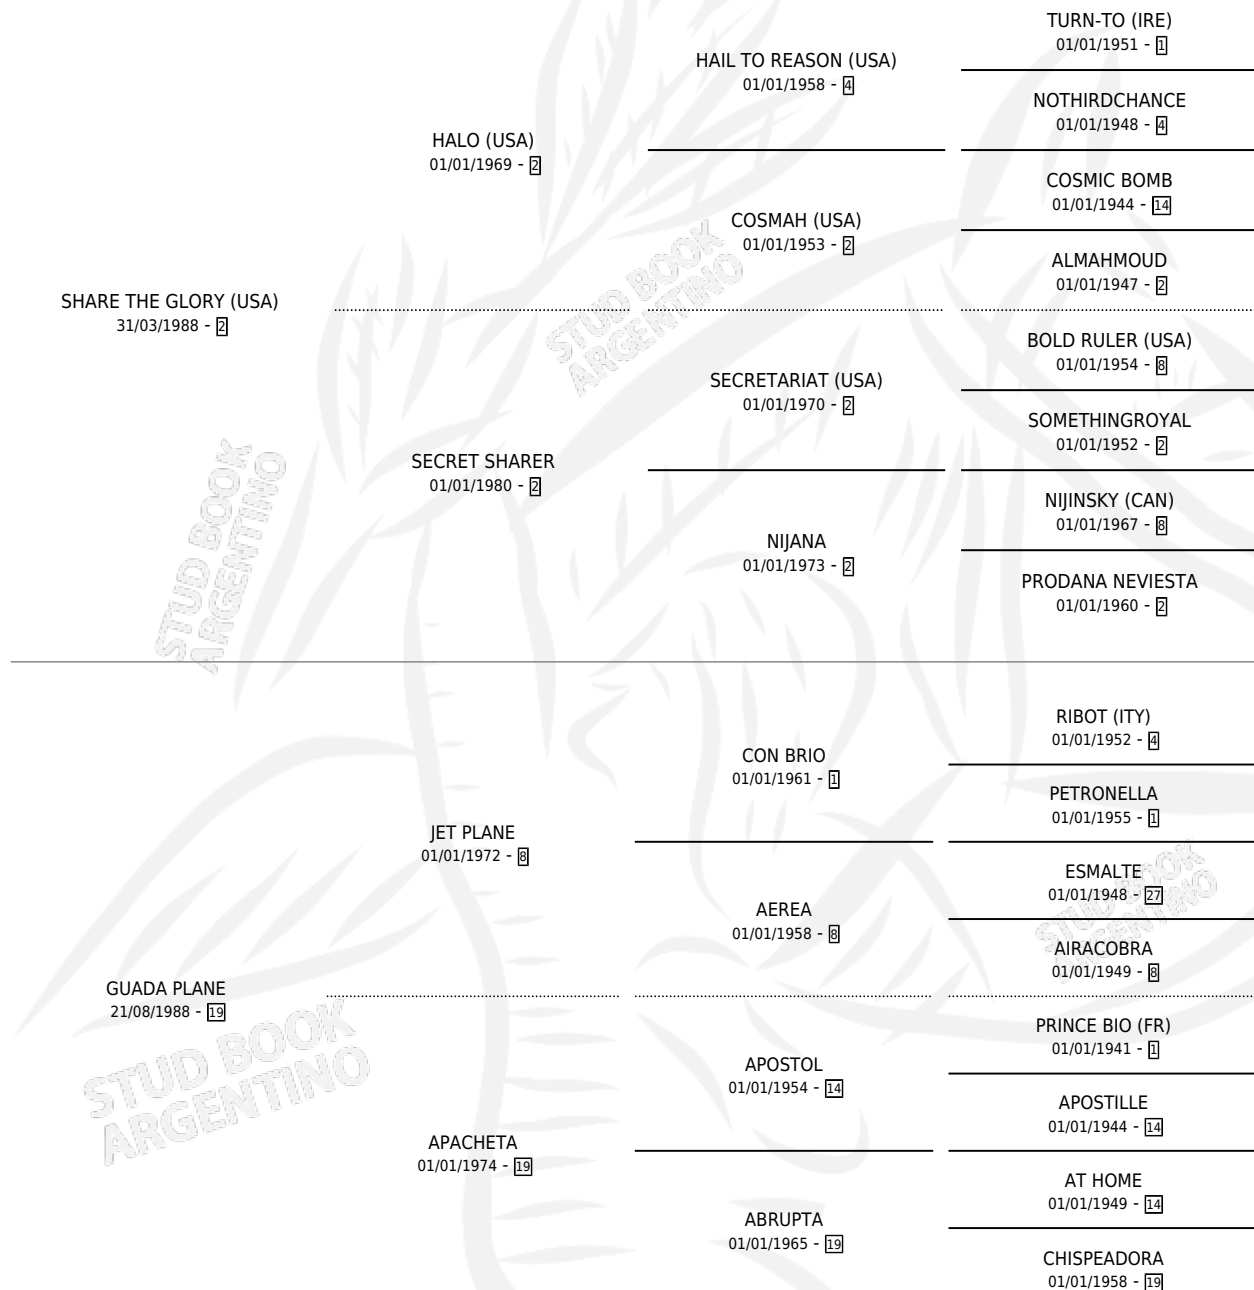 TURN-TO (IRE)
01/01/1951 - 1
HAIL TO REASON (USA)
01/01/1958 - 4
NOTHIRDCHANCE
01/01/1948 - 4
HALO (USA)
01/01/1969 - 2
COSMIC BOMB
01/01/1944 - 14
COSMAH (USA)
01/01/1953 - 2
ALMAHMOUD
01/01/1947 - 2
SHARE THE GLORY (USA)
31/03/1988 - 2
STUD BOOK
ARGENTINO
BOLD RULER (USA)
01/01/1954 - 8
SECRETARIAT (USA)
01/01/1970 - 2
SOMETHINGROYAL
01/01/1952 - 2
SECRET SHARER
01/01/1980 - 2
NIJINSKY (CAN)
01/01/1967 - 8
NIJANA
01/01/1973 - 2
PRODANA NEVIESTA
01/01/1960 - 2
STUD BOOK
ARGENTINO
RIBOT (ITY)
01/01/1952 - 4
CON BRIO
01/01/1961 - 1
PETRONELLA
01/01/1955 - 1
JET PLANE
01/01/1972 - 8
ESMALTE
01/01/1948 - 27
AEREA
01/01/1958 - 8
AIRACOBRA
01/01/1949 - 8
STUD BOOK
ARGENTINO
GUADA PLANE
21/08/1988 - 19
PRINCE BIO (FR)
01/01/1941 - 1
APOSTOL
01/01/1954 - 14
APOSTILLE
01/01/1944 - 14
STUD BOOK
ARGENTINO
APACHETA
01/01/1974 - 19
AT HOME
01/01/1949 - 14
ABRUPTA
01/01/1965 - 19
CHISPEADORA
01/01/1958 - 19